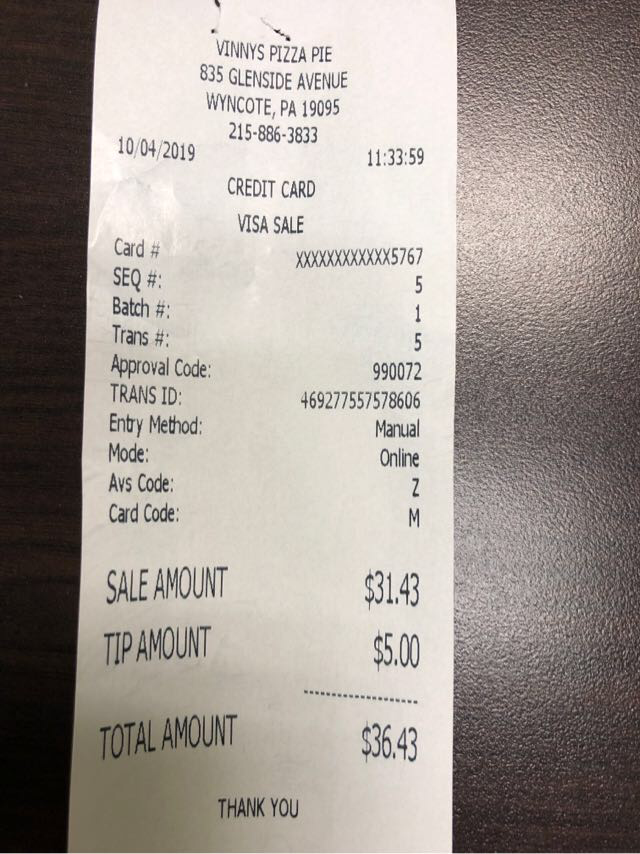 VINNYS PIZZA PIE
835 GLENSIDE AVENUE
WYNCOTE, PA 19095
215-886-3833
10/04/2019 11:33:59
CREDIT CARD
VISA SALE
Card # XXXXXXXXXXXX5767
SEQ #: 5
Batch #: 1
Trans #: 5
Approval Code: 990072
TRANS ID: 469277557578606
Entry Method: Manual
Mode: Online
Avs Code: Z
Card Code: M
SALE AMOUNT $31.43
TIP AMOUNT $5.00
--------------------
TOTAL AMOUNT $36.43
THANK YOU